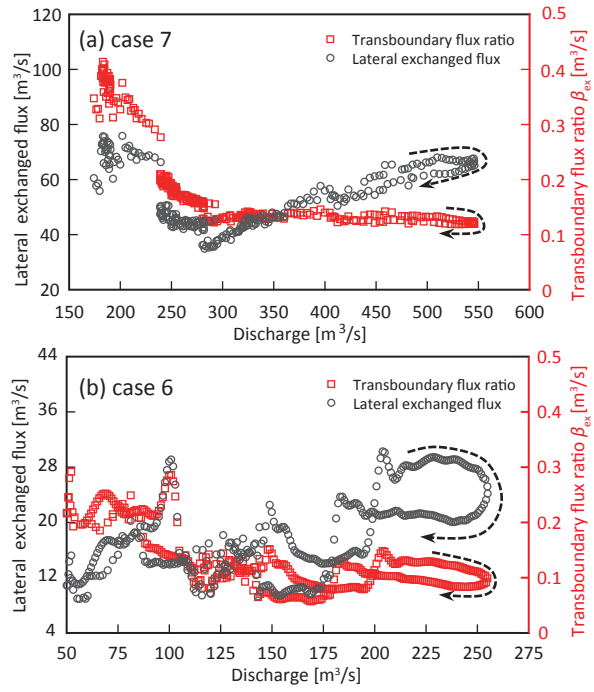 (a) case 7
Transboundary flux ratio
Lateral exchanged flux
Lateral exchanged flux [m³/s]
120
100
80
60
40
20
0.5
0.4
0.3
0.2
0.1
0
Transboundary flux ratio βex [m³/s]
150 200 250 300 350 400 450 500 550 600
Discharge [m³/s]
(b) case 6
Transboundary flux ratio
Lateral exchanged flux
Lateral exchanged flux [m³/s]
44
36
28
20
12
4
0.5
0.4
0.3
0.2
0.1
0
Transboundary flux ratio βex [m³/s]
50 75 100 125 150 175 200 225 250 275
Discharge [m³/s]